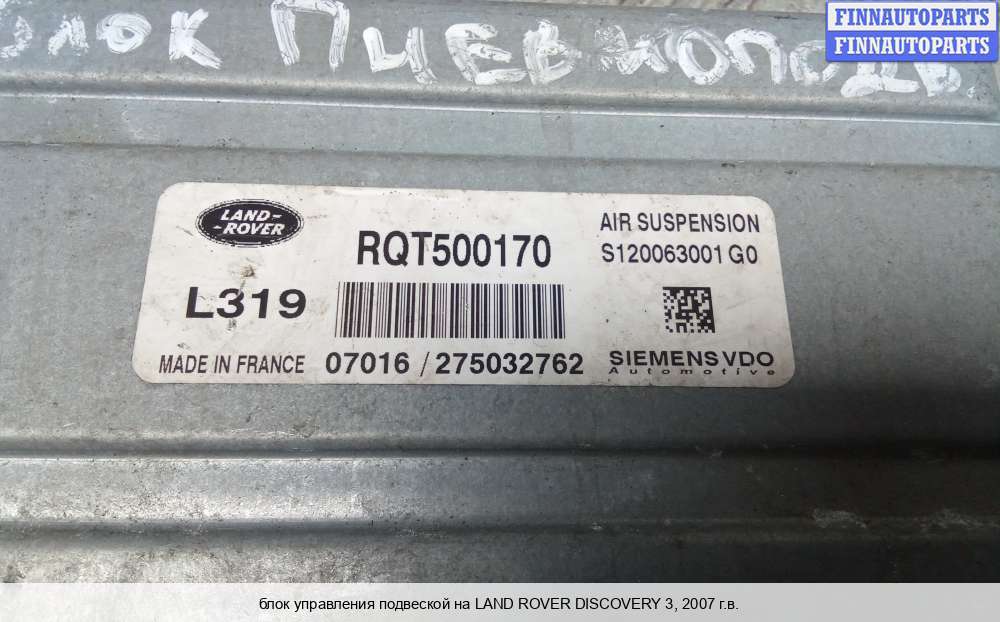 FINNAUTOPARTS
FINNAUTOPARTS
блок Пневмоподв.
LAND-
-ROVER
RQT500170
AIR SUSPENSION
S120063001 G0
L319
MADE IN FRANCE 07016 / 275032762
SIEMENS VDO
Automotive
блок управления подвеской на LAND ROVER DISCOVERY 3, 2007 г.в.